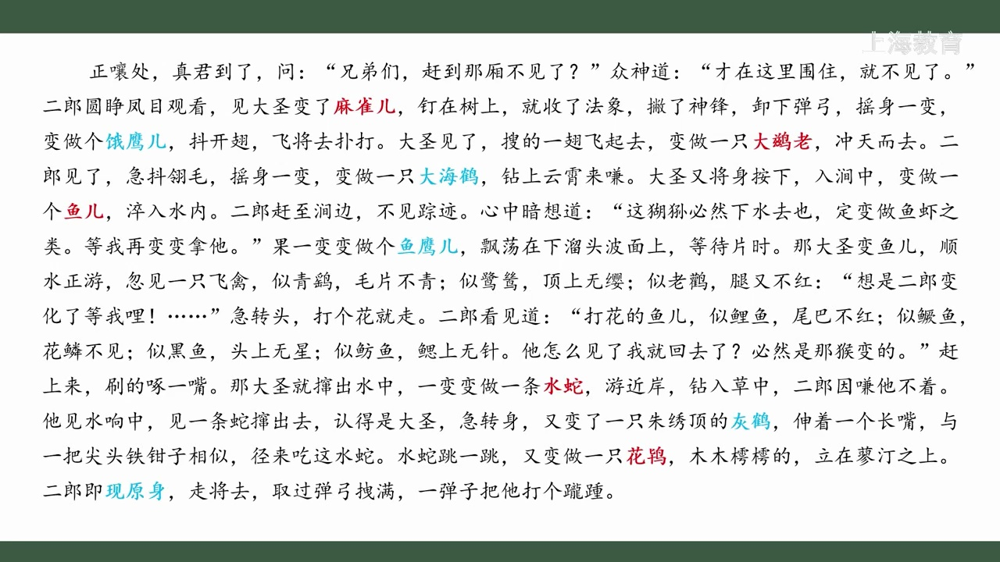 上海教育
正嚷处，真君到了，问：“兄弟们，赶到那厢不见了？”众神道：“才在这里围住，就不见了。”
二郎圆睁凤目观看，见大圣变了麻雀儿，钉在树上，就收了法象，撇了神锋，卸下弹弓，摇身一变，
变做个饿鹰儿，抖开翅，飞将去扑打。大圣见了，搜的一翅飞起去，变做一只大鹚老，冲天而去。二
郎见了，急抖翎毛，摇身一变，变做一只大海鹤，钻上云霄来嗛。大圣又将身按下，入涧中，变做一
个鱼儿，淬入水内。二郎赶至涧边，不见踪迹。心中暗想道：“这猢狲必然下水去也，定变做鱼虾之
类。等我再变变拿他。”果一变变做个鱼鹰儿，飘荡在下溜头波面上，等待片时。那大圣变鱼儿，顺
水正游，忽见一只飞禽，似青鹞，毛片不青；似鹭鸶，顶上无缨；似老鹳，腿又不红：“想是二郎变
化了等我哩！……”急转头，打个花就走。二郎看见道：“打花的鱼儿，似鲤鱼，尾巴不红；似鳜鱼，
花鳞不见；似黑鱼，头上无星；似鲂鱼，鳃上无针。他怎么见了我就回去了？必然是那猴变的。”赶
上来，刷的啄一嘴。那大圣就撺出水中，一变变做一条水蛇，游近岸，钻入草中，二郎因嗛他不着。
他见水响中，见一条蛇撺出去，认得是大圣，急转身，又变了一只朱绣顶的灰鹤，伸着一个长嘴，与
一把尖头铁钳子相似，径来吃这水蛇。水蛇跳一跳，又变做一只花鸨，木木樗樗的，立在蓼汀之上。
二郎即现原身，走将去，取过弹弓拽满，一弹子把他打个躘踵。